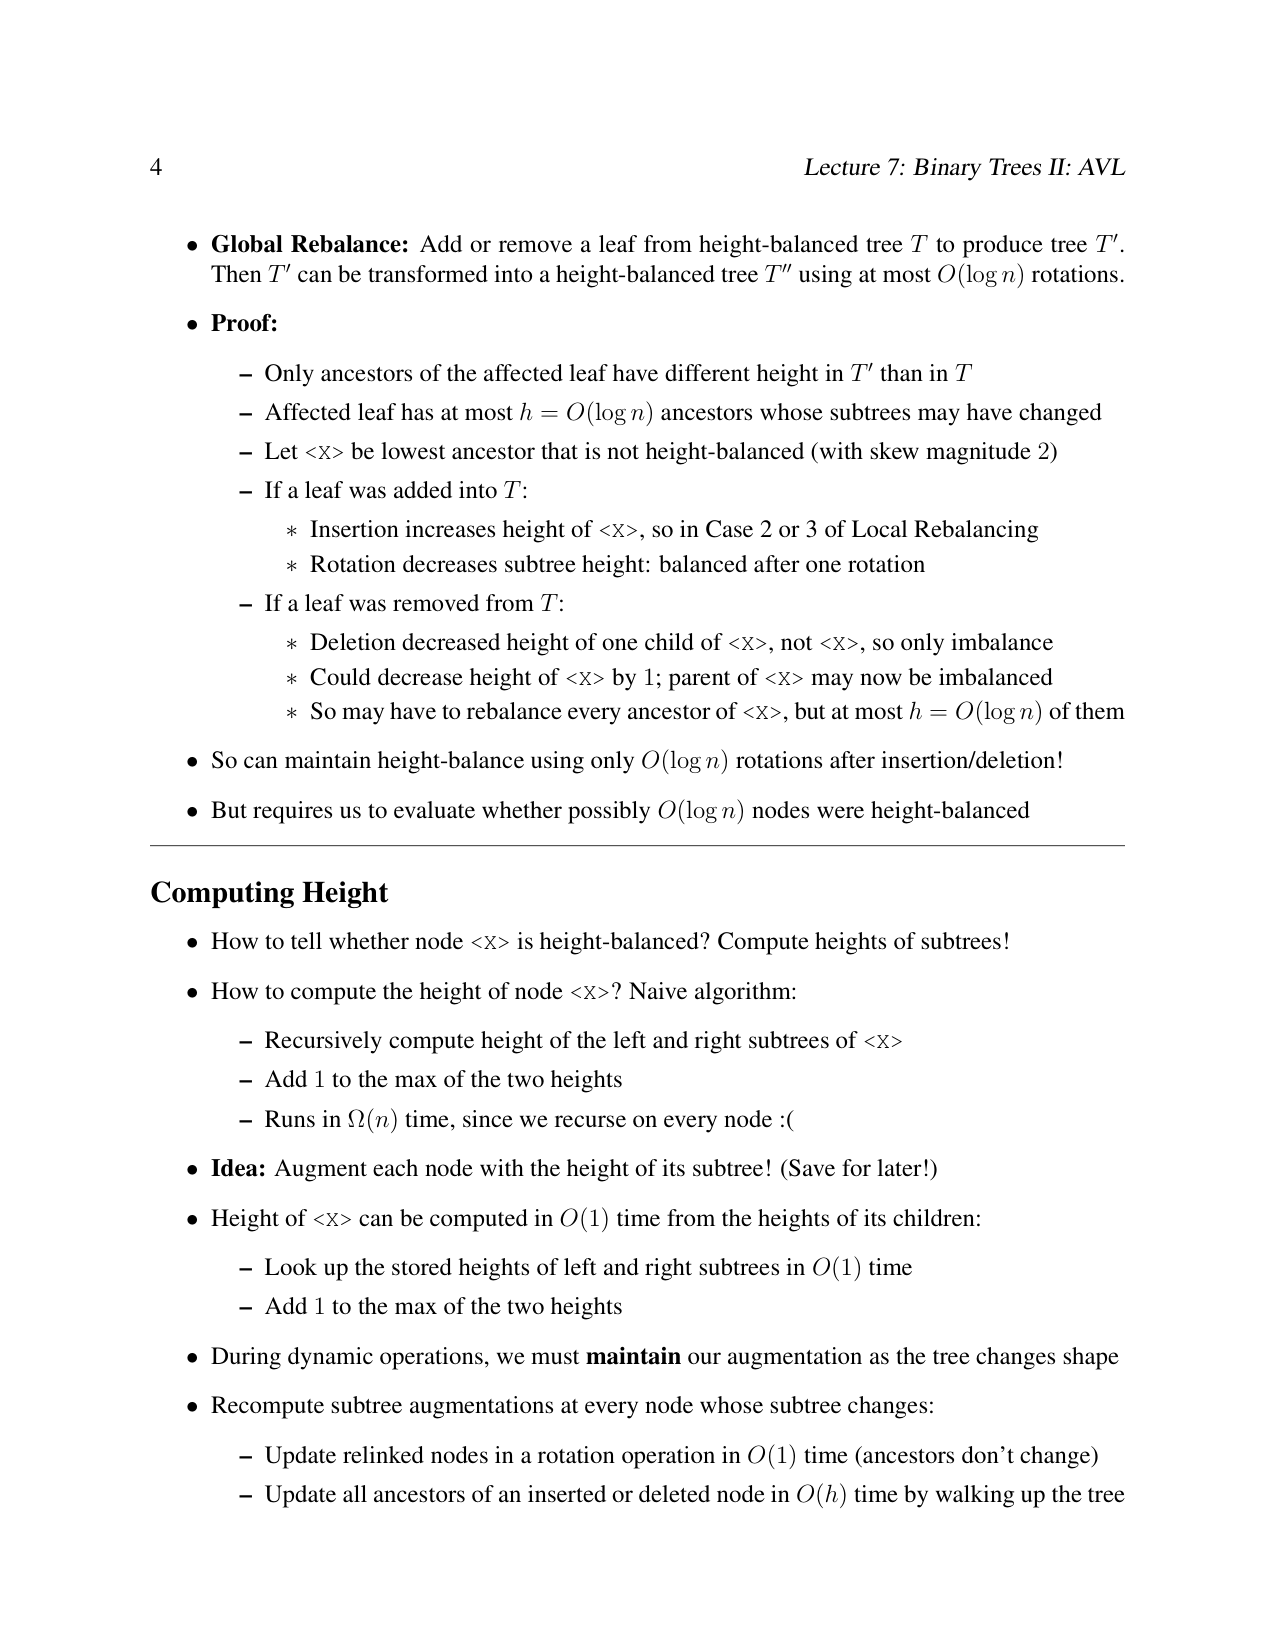 4 Lecture 7: Binary Trees II: AVL
• Global Rebalance: Add or remove a leaf from height-balanced tree T to produce tree T′.
Then T′ can be transformed into a height-balanced tree T′′ using at most O(log n) rotations.
• Proof:
– Only ancestors of the affected leaf have different height in T′ than in T
– Affected leaf has at most h = O(log n) ancestors whose subtrees may have changed
– Let <X> be lowest ancestor that is not height-balanced (with skew magnitude 2)
– If a leaf was added into T:
∗ Insertion increases height of <X>, so in Case 2 or 3 of Local Rebalancing
∗ Rotation decreases subtree height: balanced after one rotation
– If a leaf was removed from T:
∗ Deletion decreased height of one child of <X>, not <X>, so only imbalance
∗ Could decrease height of <X> by 1; parent of <X> may now be imbalanced
∗ So may have to rebalance every ancestor of <X>, but at most h = O(log n) of them
• So can maintain height-balance using only O(log n) rotations after insertion/deletion!
• But requires us to evaluate whether possibly O(log n) nodes were height-balanced
Computing Height
• How to tell whether node <X> is height-balanced? Compute heights of subtrees!
• How to compute the height of node <X>? Naive algorithm:
– Recursively compute height of the left and right subtrees of <X>
– Add 1 to the max of the two heights
– Runs in Ω(n) time, since we recurse on every node :(
• Idea: Augment each node with the height of its subtree! (Save for later!)
• Height of <X> can be computed in O(1) time from the heights of its children:
– Look up the stored heights of left and right subtrees in O(1) time
– Add 1 to the max of the two heights
• During dynamic operations, we must maintain our augmentation as the tree changes shape
• Recompute subtree augmentations at every node whose subtree changes:
– Update relinked nodes in a rotation operation in O(1) time (ancestors don't change)
– Update all ancestors of an inserted or deleted node in O(h) time by walking up the tree